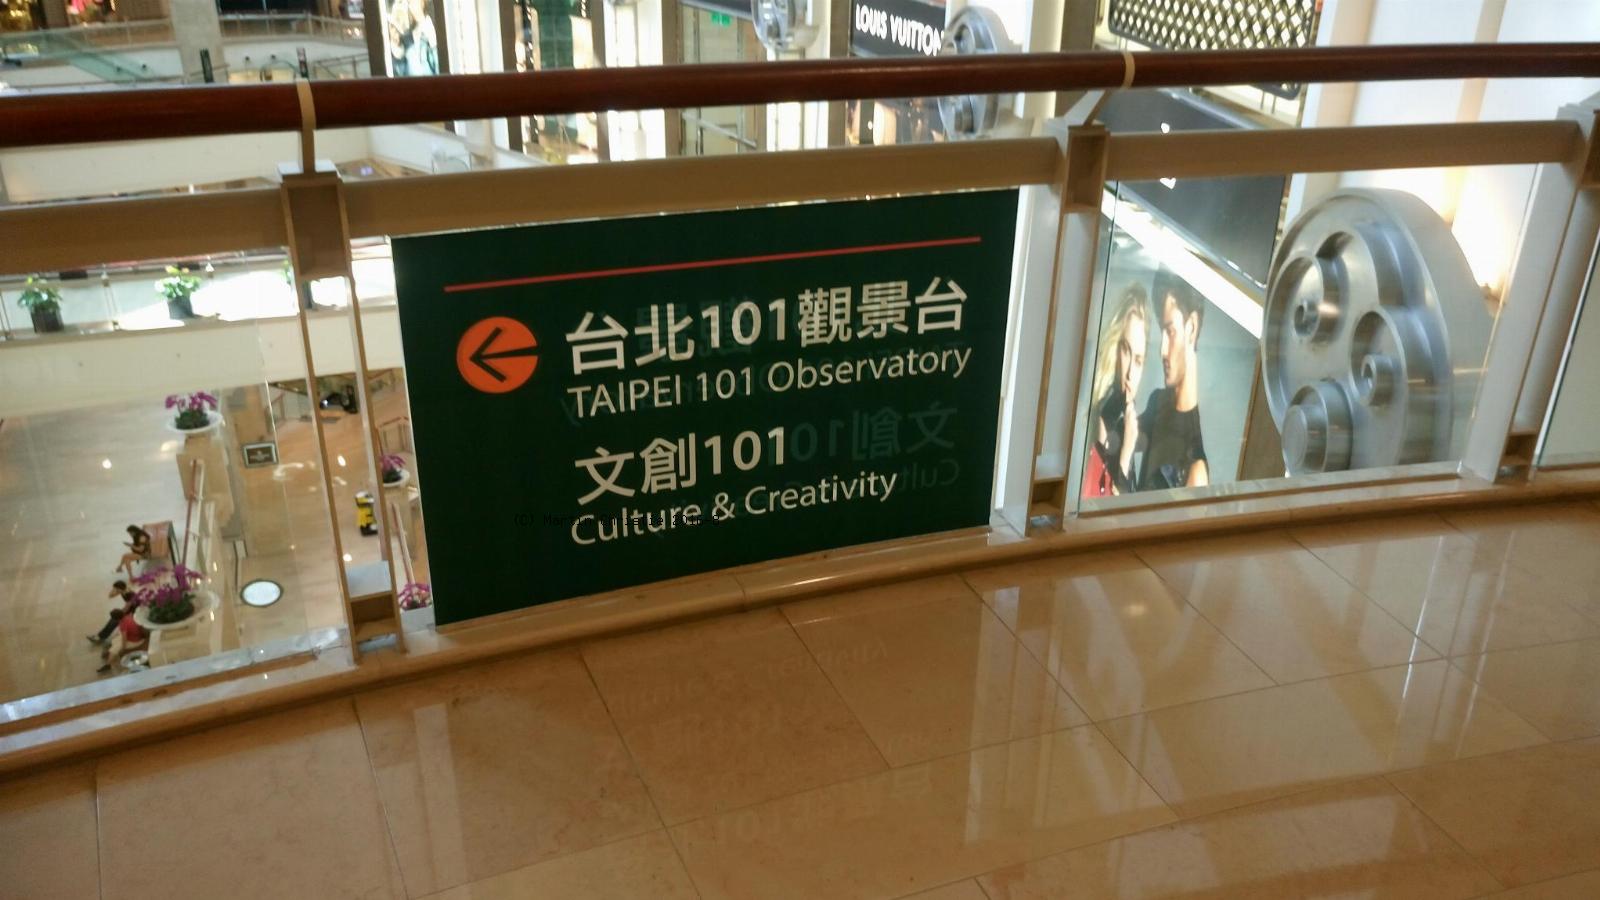 LOUIS VUITTON
台北101觀景台
TAIPEI 101 Observatory
文創101
Culture & Creativity